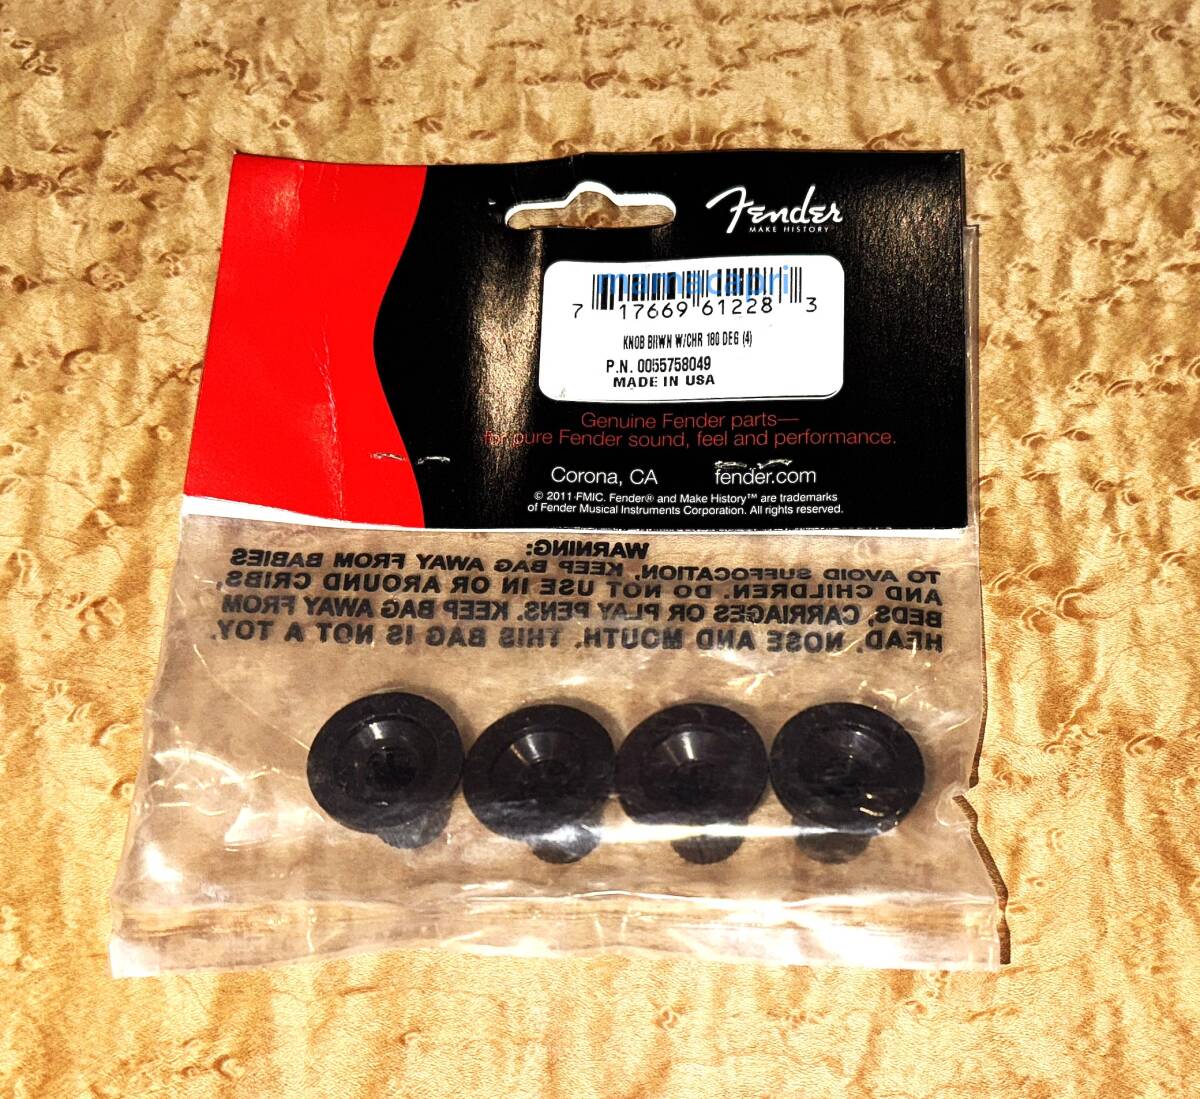 Fender
MAKE HISTORY
mamacapri
7 17669 61228 3
KNOB BRWN W/CHR 180 DEG (4)
P.N. 0055758049
MADE IN USA
Genuine Fender parts—
for pure Fender sound, feel and performance.
Corona, CA fender.com
© 2011 FMIC. Fender® and Make History™ are trademarks
of Fender Musical Instruments Corporation. All rights reserved.
WARNING:
TO AVOID SUFFOCATION, KEEP BAG AWAY FROM BABIES
AND CHILDREN. DO NOT USE IN OR AROUND CRIBS,
BEDS, CARRIAGES OR PLAY PENS. KEEP BAG AWAY FROM
HEAD, NOSE AND MOUTH. THIS BAG IS NOT A TOY.